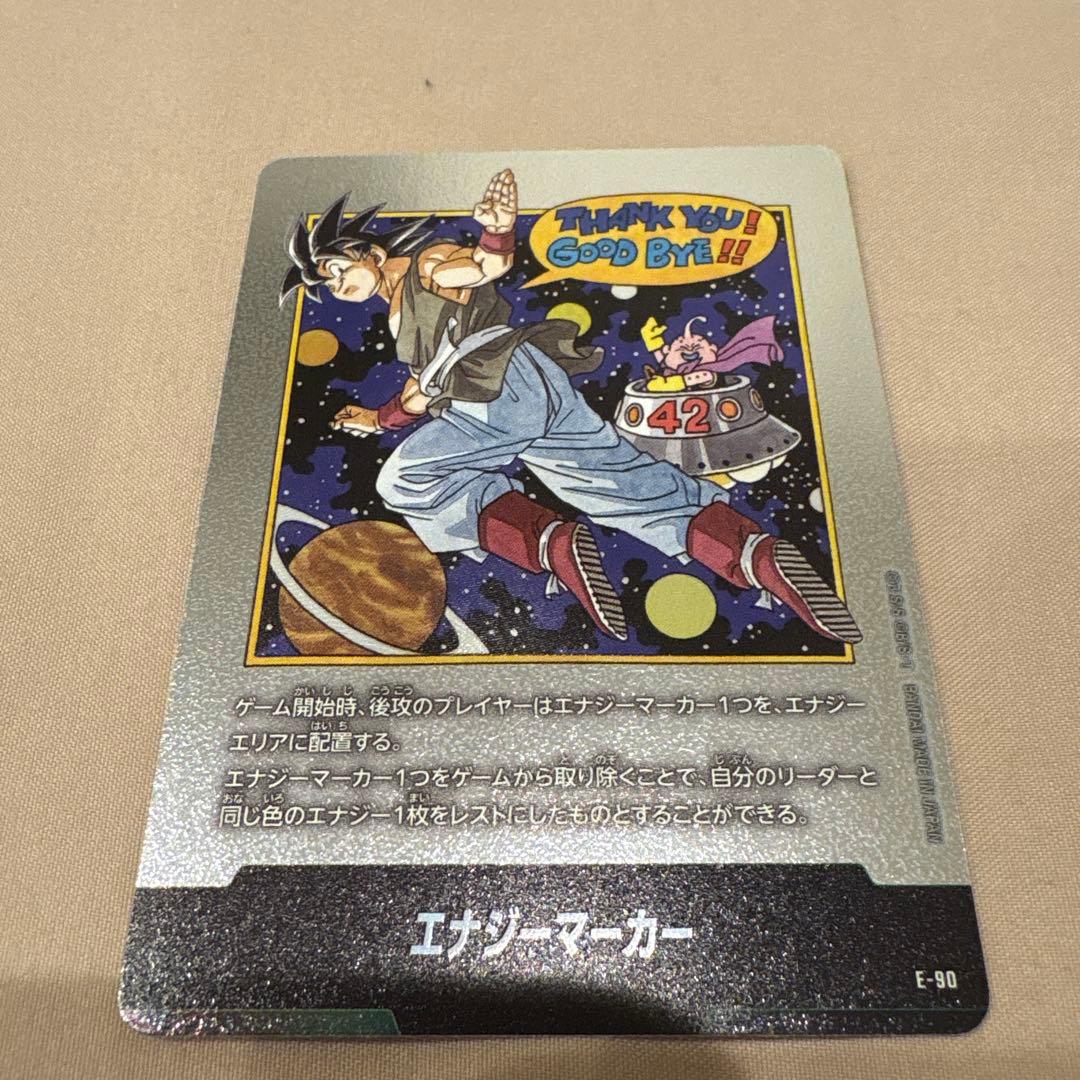 THANK YOU!
GOOD BYE!!
42
ゲーム開始時、後攻のプレイヤーはエナジーマーカー1つを、エナジー
エリアに配置する。
エナジーマーカー1つをゲームから取り除くことで、自分のリーダーと
同じ色のエナジー1枚をレストにしたものとすることができる。
BANDAI MADE IN JAPAN
エナジーマーカー
E-90